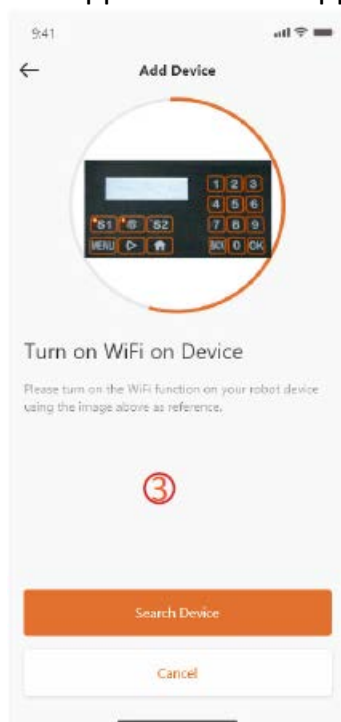 9:41
Add Device
1 2 3
4 5 6
S1 S2 7 8 9
MENU 0 OK
Turn on WiFi on Device
Please turn on the WiFi function on your robot device
using the image above as reference.
③
Search Device
Cancel